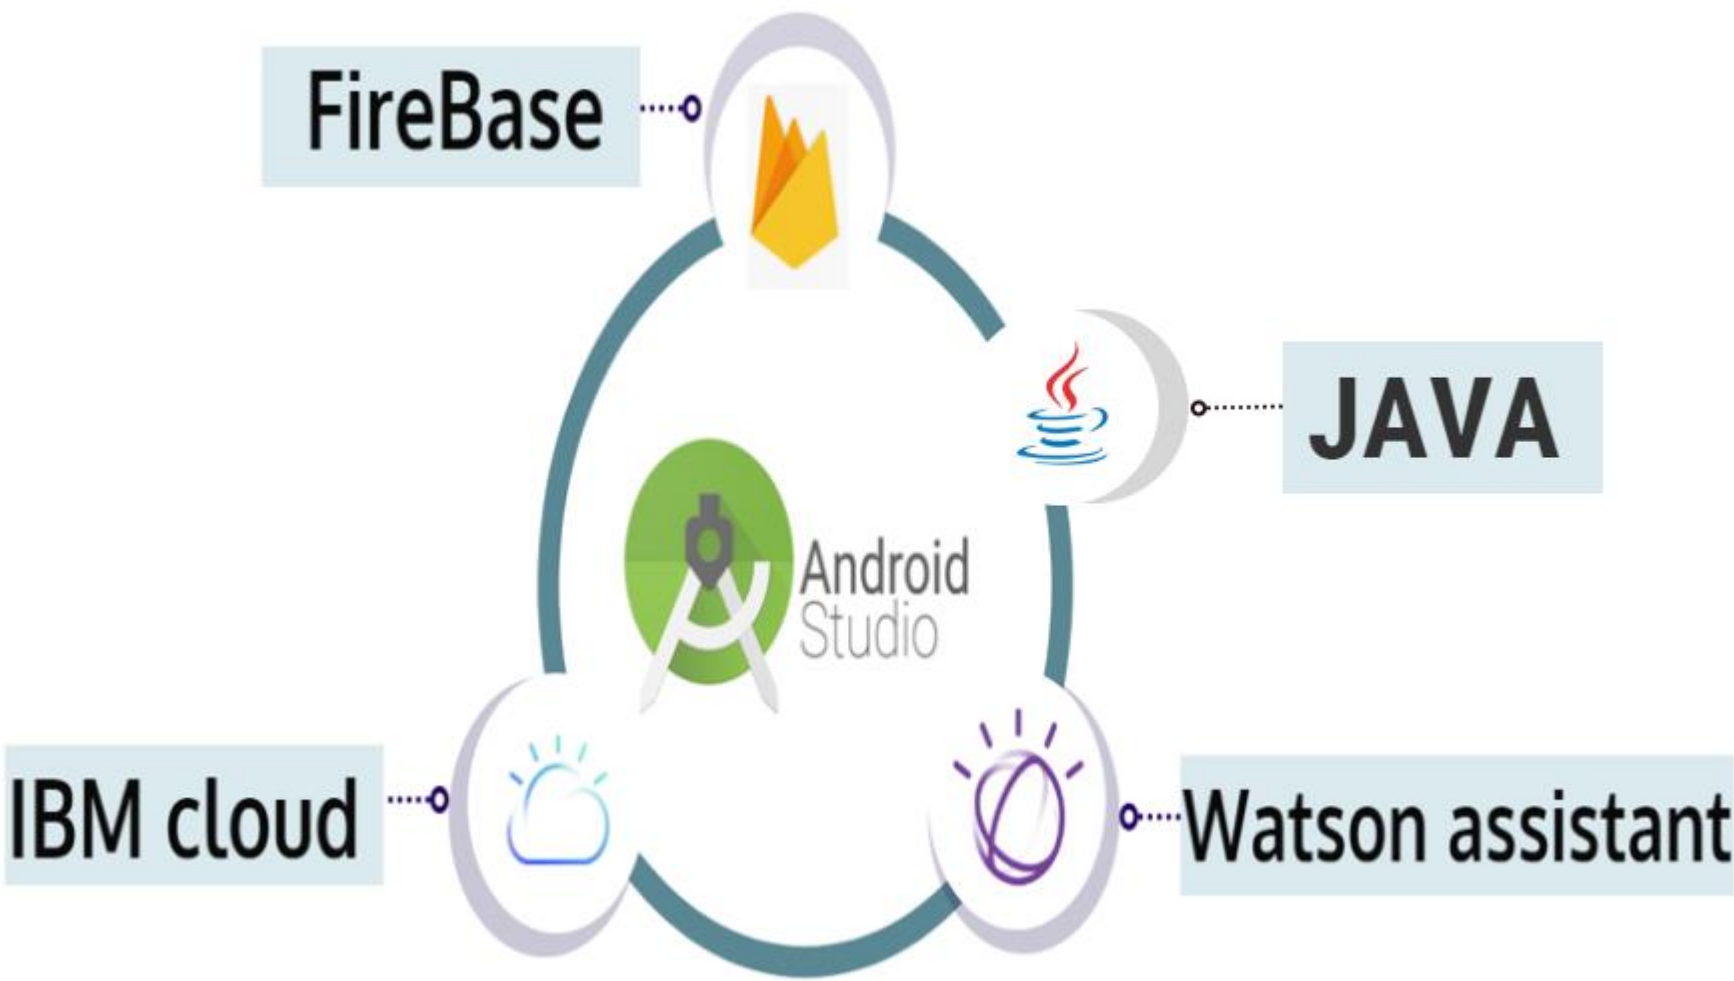 FireBase
JAVA
Android
Studio
IBM cloud
Watson assistant